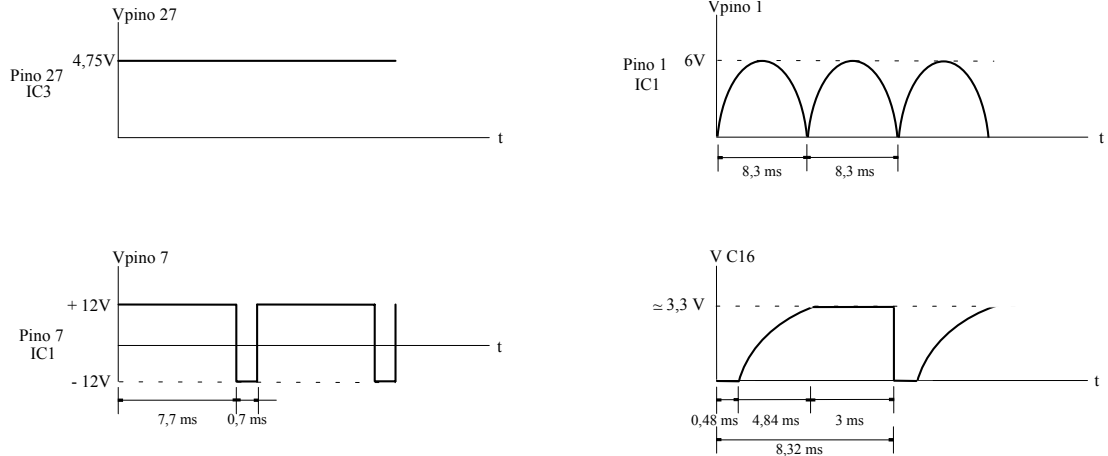 Vpino 27
4,75V
Pino 27
IC3
t
Vpino 1
6V
Pino 1
IC1
t
8,3 ms
8,3 ms
Vpino 7
+ 12V
Pino 7
IC1
t
- 12V
7,7 ms
0,7 ms
V C16
≃ 3,3 V
t
0,48 ms
4,84 ms
3 ms
8,32 ms